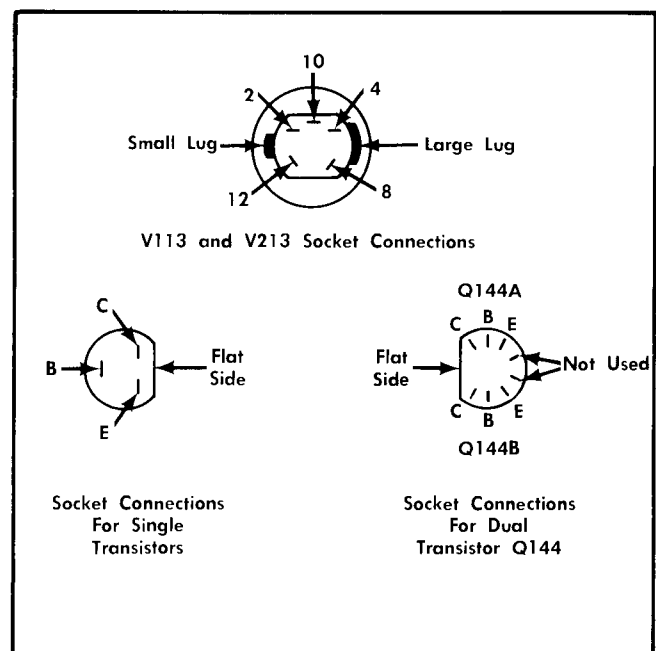 10
2 4
Small Lug Large Lug
12 8
V113 and V213 Socket Connections
C
B
E
Flat
Side
Socket Connections
For Single
Transistors
Q144A
C B E
Flat
Side
Not Used
C B E
Q144B
Socket Connections
For Dual
Transistor Q144